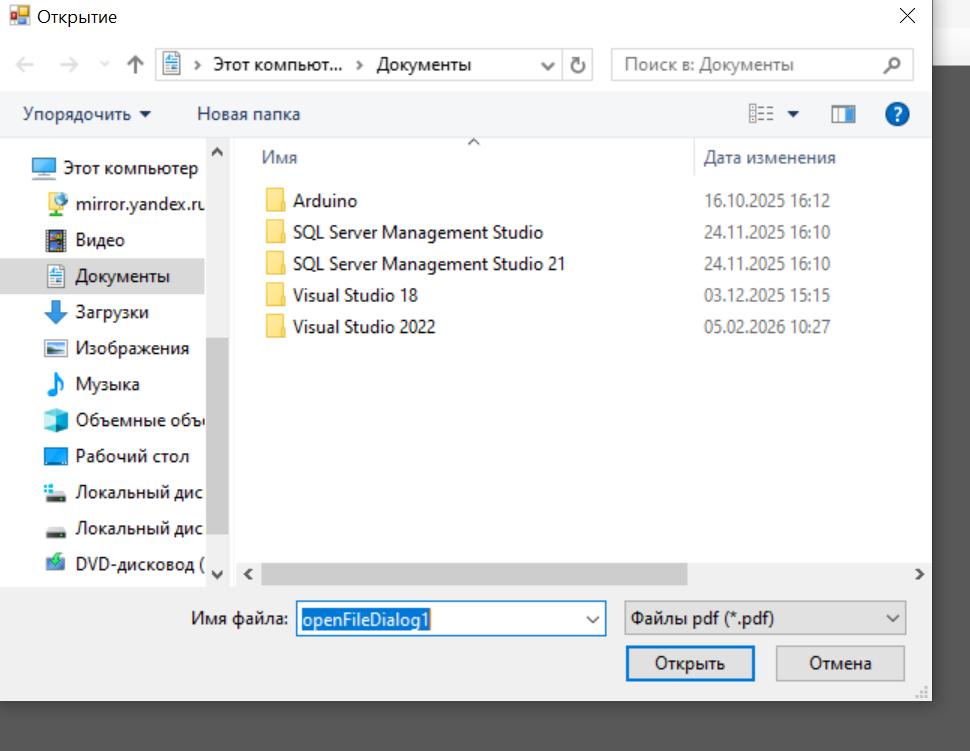 Открытие
Этот компьют... > Документы
Поиск в: Документы
Упорядочить
Новая папка
?
Имя
Дата изменения
Этот компьютер
mirror.yandex.ru
Видео
Документы
Загрузки
Изображения
Музыка
Объемные объ
Рабочий стол
Локальный дис
Локальный дис
DVD-дисковод (
Arduino 16.10.2025 16:12
SQL Server Management Studio 24.11.2025 16:10
SQL Server Management Studio 21 24.11.2025 16:10
Visual Studio 18 03.12.2025 15:15
Visual Studio 2022 05.02.2026 10:27
Имя файла: openFileDialog1
Файлы pdf (*.pdf)
Открыть
Отмена